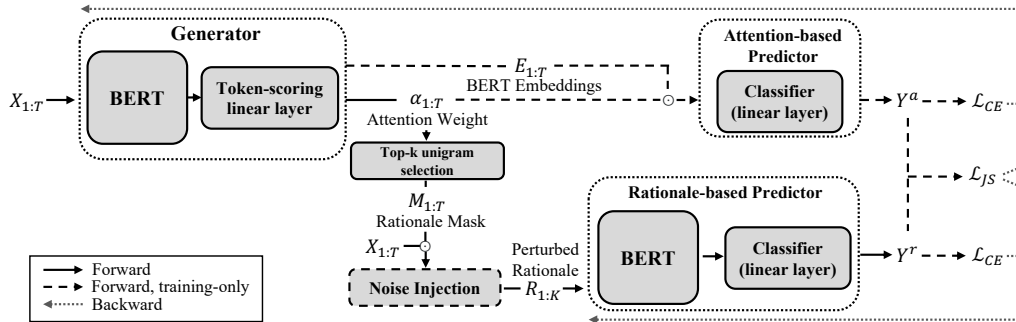 Generator
X₁:T
BERT
Token-scoring
linear layer
E₁:T
BERT Embeddings
α₁:T
Attention Weight
⊙
Attention-based
Predictor
Classifier
(linear layer)
Yᵃ
ℒCE
Top-k unigram
selection
M₁:T
Rationale Mask
X₁:T
⊙
Noise Injection
Perturbed
Rationale
R₁:K
Rationale-based Predictor
BERT
Classifier
(linear layer)
ℒJS
Yʳ
ℒCE
Forward
Forward, training-only
Backward